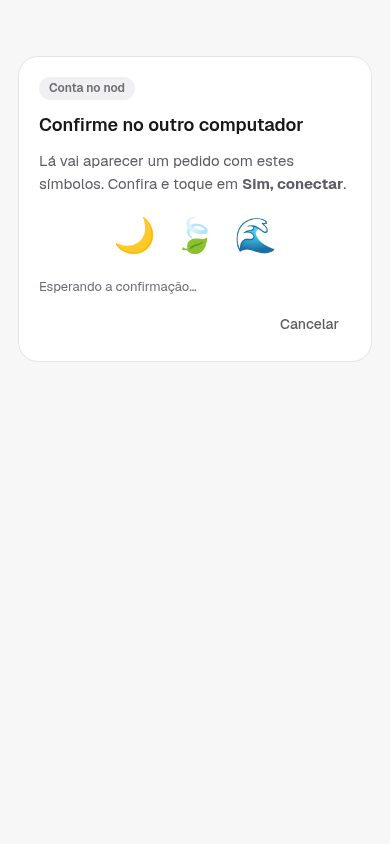 Conta no nod
Confirme no outro computador
Lá vai aparecer um pedido com estes
símbolos. Confira e toque em Sim, conectar.
Esperando a confirmação…
Cancelar